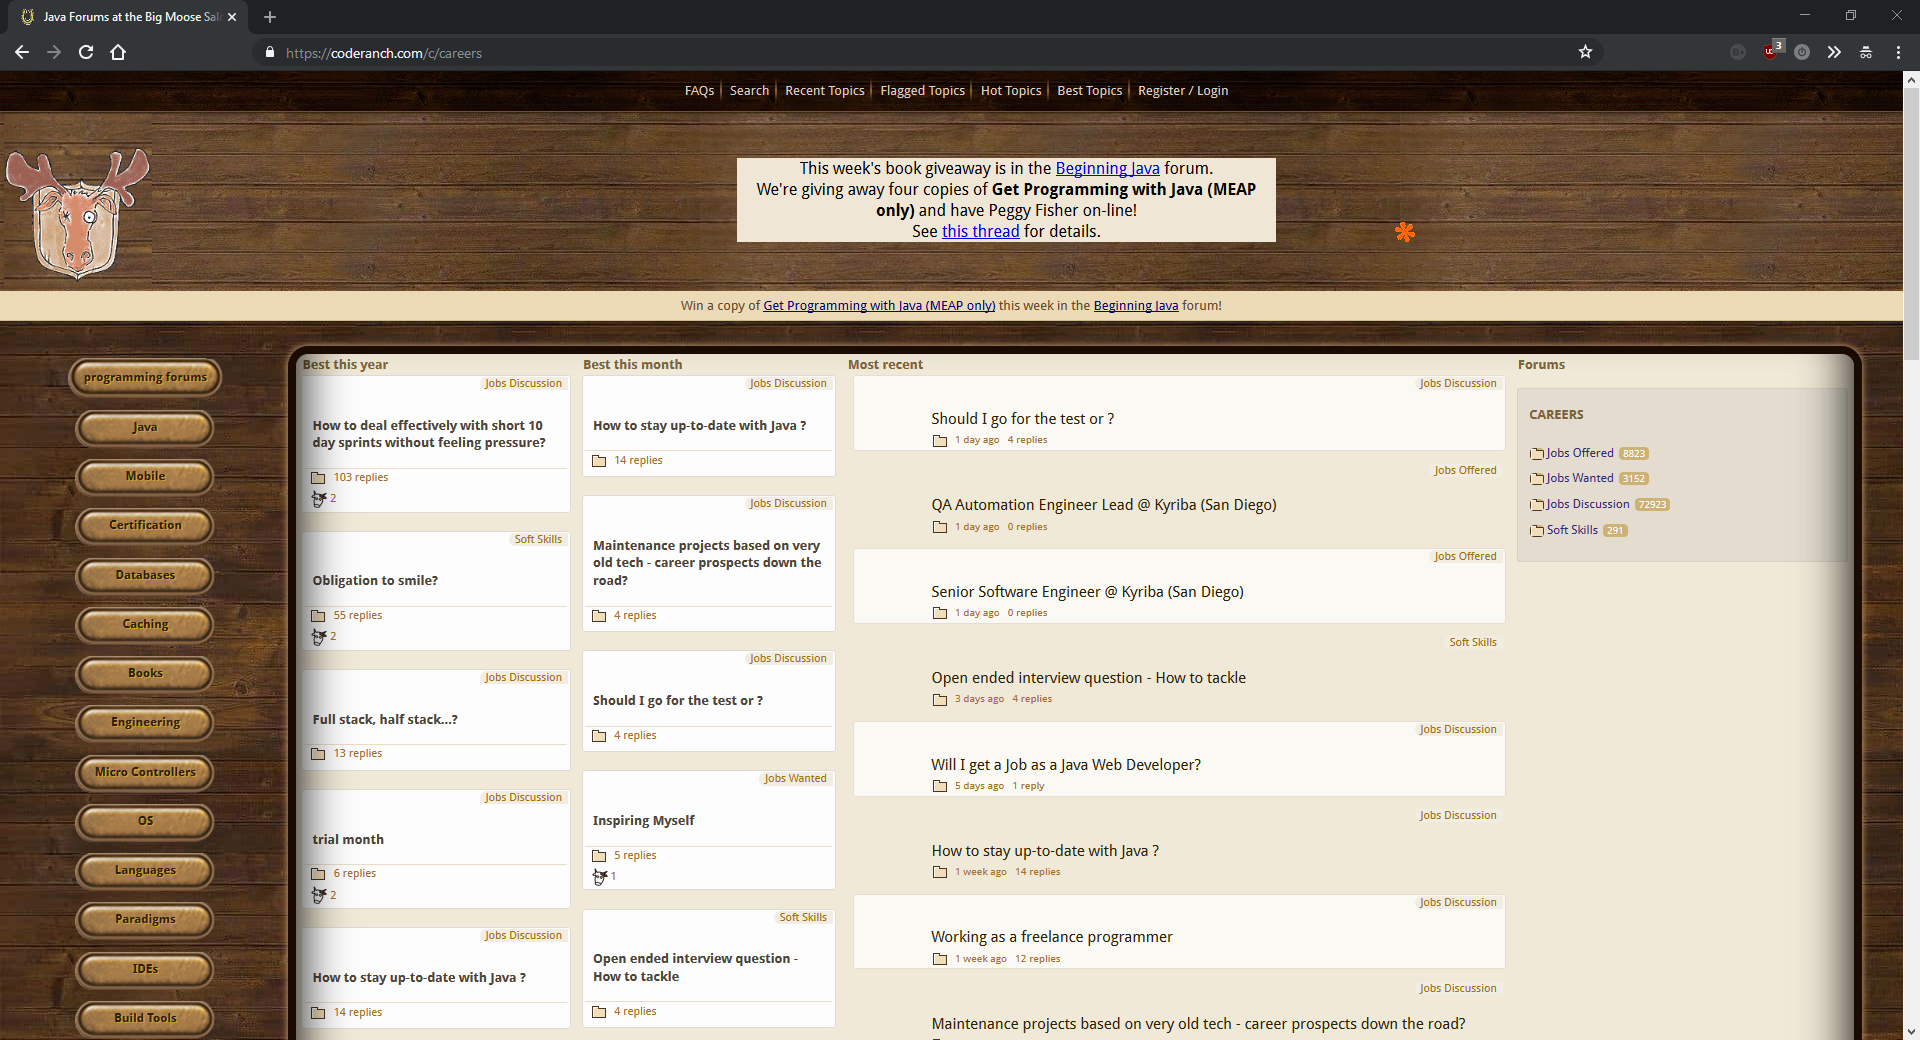 Java Forums at the Big Moose Sal
https://coderanch.com/c/careers
3
FAQs
Search
Recent Topics
Flagged Topics
Hot Topics
Best Topics
Register / Login
This week's book giveaway is in the Beginning Java forum.
We're giving away four copies of Get Programming with Java (MEAP
only) and have Peggy Fisher on-line!
See this thread for details.
Win a copy of Get Programming with Java (MEAP only) this week in the Beginning Java forum!
programming forums
Java
Mobile
Certification
Databases
Caching
Books
Engineering
Micro Controllers
OS
Languages
Paradigms
IDEs
Build Tools
Best this year
Jobs Discussion
How to deal effectively with short 10
day sprints without feeling pressure?
103 replies
2
Soft Skills
Obligation to smile?
55 replies
2
Jobs Discussion
Full stack, half stack...?
13 replies
Jobs Discussion
trial month
6 replies
2
Jobs Discussion
How to stay up-to-date with Java ?
14 replies
Best this month
Jobs Discussion
How to stay up-to-date with Java ?
14 replies
Jobs Discussion
Maintenance projects based on very
old tech - career prospects down the
road?
4 replies
Jobs Discussion
Should I go for the test or ?
4 replies
Jobs Wanted
Inspiring Myself
5 replies
1
Soft Skills
Open ended interview question -
How to tackle
4 replies
Most recent
Jobs Discussion
Should I go for the test or ?
1 day ago 4 replies
Jobs Offered
QA Automation Engineer Lead @ Kyriba (San Diego)
1 day ago 0 replies
Jobs Offered
Senior Software Engineer @ Kyriba (San Diego)
1 day ago 0 replies
Soft Skills
Open ended interview question - How to tackle
3 days ago 4 replies
Jobs Discussion
Will I get a Job as a Java Web Developer?
5 days ago 1 reply
Jobs Discussion
How to stay up-to-date with Java ?
1 week ago 14 replies
Jobs Discussion
Working as a freelance programmer
1 week ago 12 replies
Jobs Discussion
Maintenance projects based on very old tech - career prospects down the road?
Forums
CAREERS
Jobs Offered 8823
Jobs Wanted 3152
Jobs Discussion 72923
Soft Skills 291